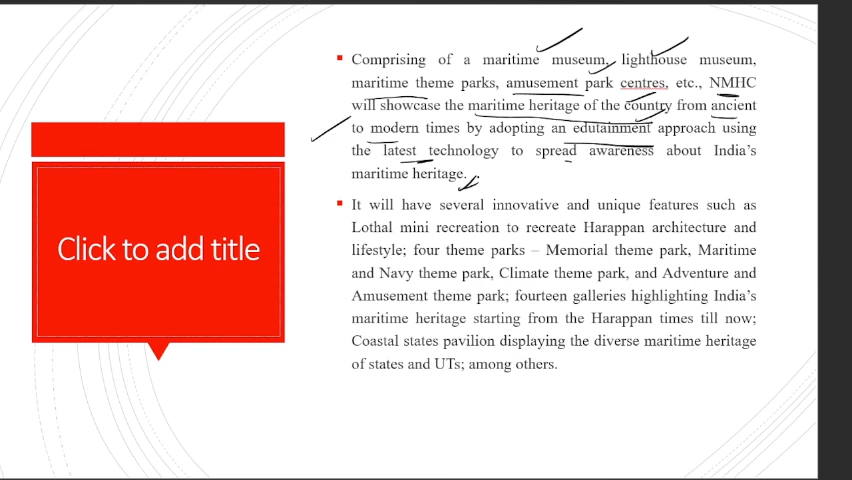 Click to add title
Comprising of a maritime museum, lighthouse museum,
maritime theme parks, amusement park centres, etc., NMHC
will showcase the maritime heritage of the country from ancient
to modern times by adopting an edutainment approach using
the latest technology to spread awareness about India's
maritime heritage. .
It will have several innovative and unique features such as
Lothal mini recreation to recreate Harappan architecture and
lifestyle; four theme parks – Memorial theme park, Maritime
and Navy theme park, Climate theme park, and Adventure and
Amusement theme park; fourteen galleries highlighting India's
maritime heritage starting from the Harappan times till now;
Coastal states pavilion displaying the diverse maritime heritage
of states and UTs; among others.